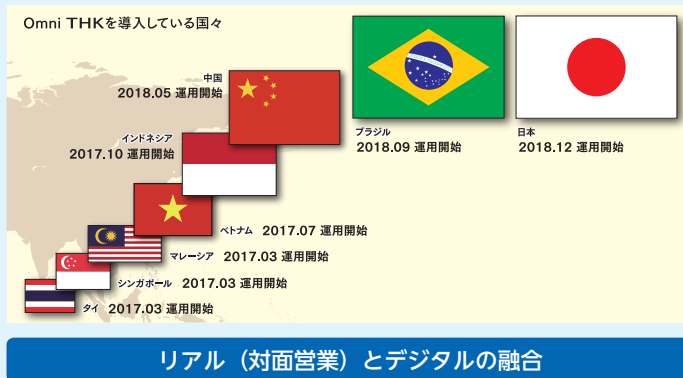 Omni THKを導入している国々
中国
2018.05 運用開始
インドネシア
2017.10 運用開始
ブラジル
2018.09 運用開始
日本
2018.12 運用開始
ベトナム 2017.07 運用開始
マレーシア 2017.03 運用開始
シンガポール 2017.03 運用開始
タイ 2017.03 運用開始
リアル（対面営業）とデジタルの融合